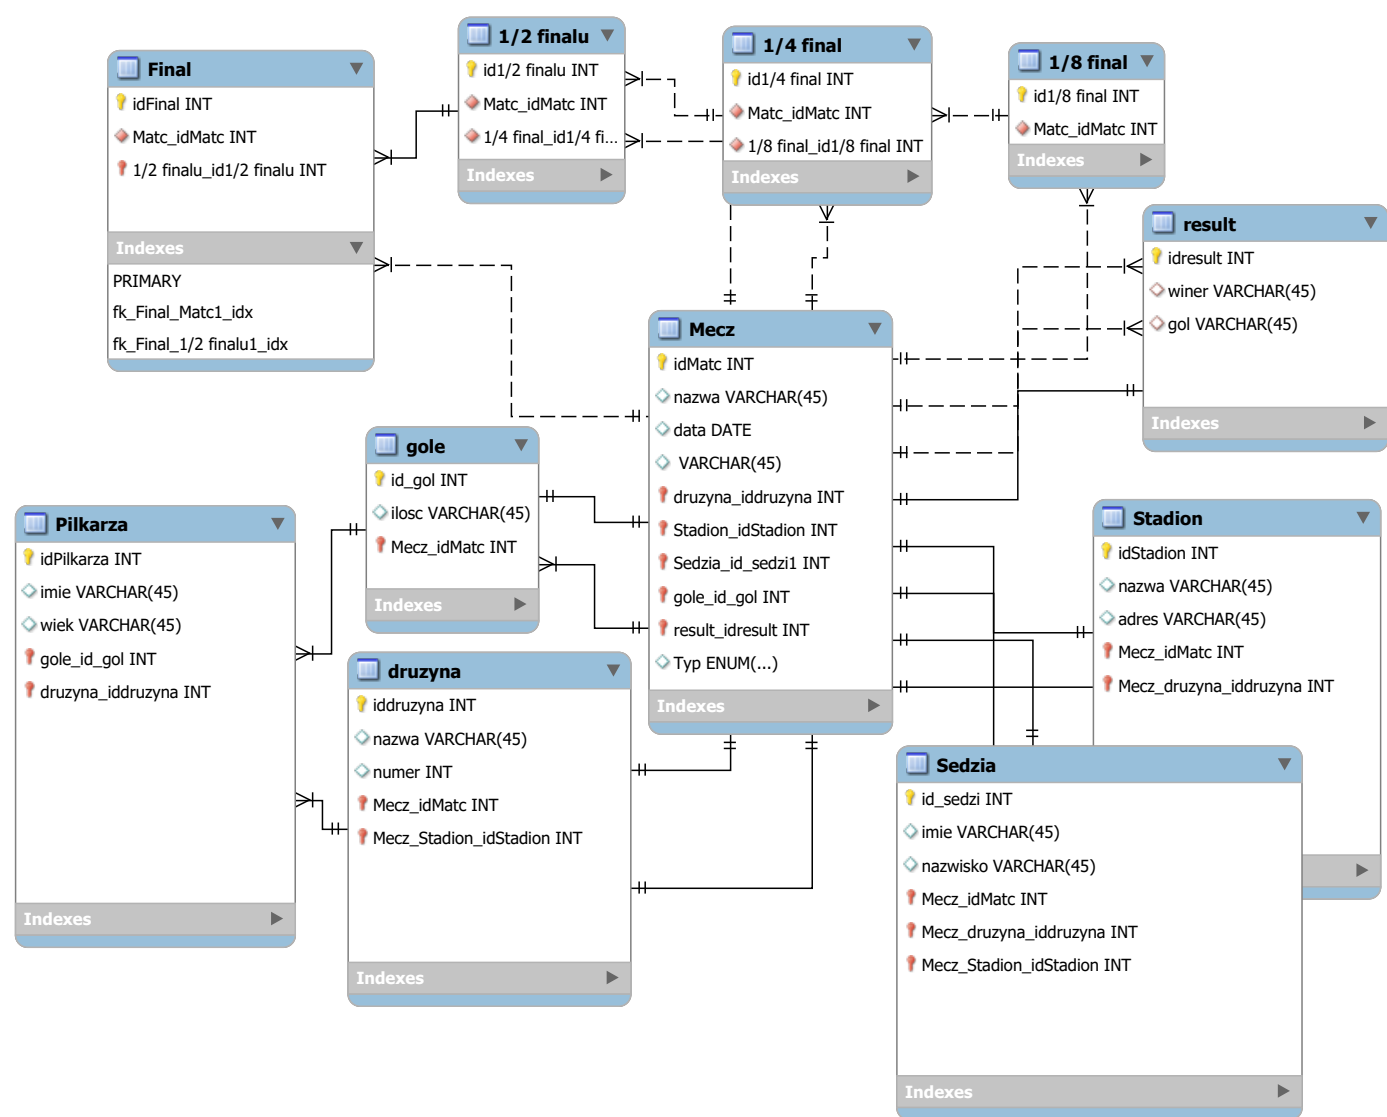 Final
idFinal INT
Matc_idMatc INT
1/2 finalu_id1/2 finalu INT
Indexes
PRIMARY
fk_Final_Matc1_idx
fk_Final_1/2 finalu1_idx
1/2 finalu
id1/2 finalu INT
Matc_idMatc INT
1/4 final_id1/4 fi...
Indexes
1/4 final
id1/4 final INT
Matc_idMatc INT
1/8 final_id1/8 final INT
Indexes
1/8 final
id1/8 final INT
Matc_idMatc INT
Indexes
result
idresult INT
winer VARCHAR(45)
gol VARCHAR(45)
Indexes
Mecz
idMatc INT
nazwa VARCHAR(45)
data DATE
VARCHAR(45)
druzyna_iddruzyna INT
Stadion_idStadion INT
Sedzia_id_sedzi1 INT
gole_id_gol INT
result_idresult INT
Typ ENUM(...)
Indexes
gole
id_gol INT
ilosc VARCHAR(45)
Mecz_idMatc INT
Indexes
Pilkarza
idPilkarza INT
imie VARCHAR(45)
wiek VARCHAR(45)
gole_id_gol INT
druzyna_iddruzyna INT
Indexes
druzyna
iddruzyna INT
nazwa VARCHAR(45)
numer INT
Mecz_idMatc INT
Mecz_Stadion_idStadion INT
Indexes
Stadion
idStadion INT
nazwa VARCHAR(45)
adres VARCHAR(45)
Mecz_idMatc INT
Mecz_druzyna_iddruzyna INT
Sedzia
id_sedzi INT
imie VARCHAR(45)
nazwisko VARCHAR(45)
Mecz_idMatc INT
Mecz_druzyna_iddruzyna INT
Mecz_Stadion_idStadion INT
Indexes